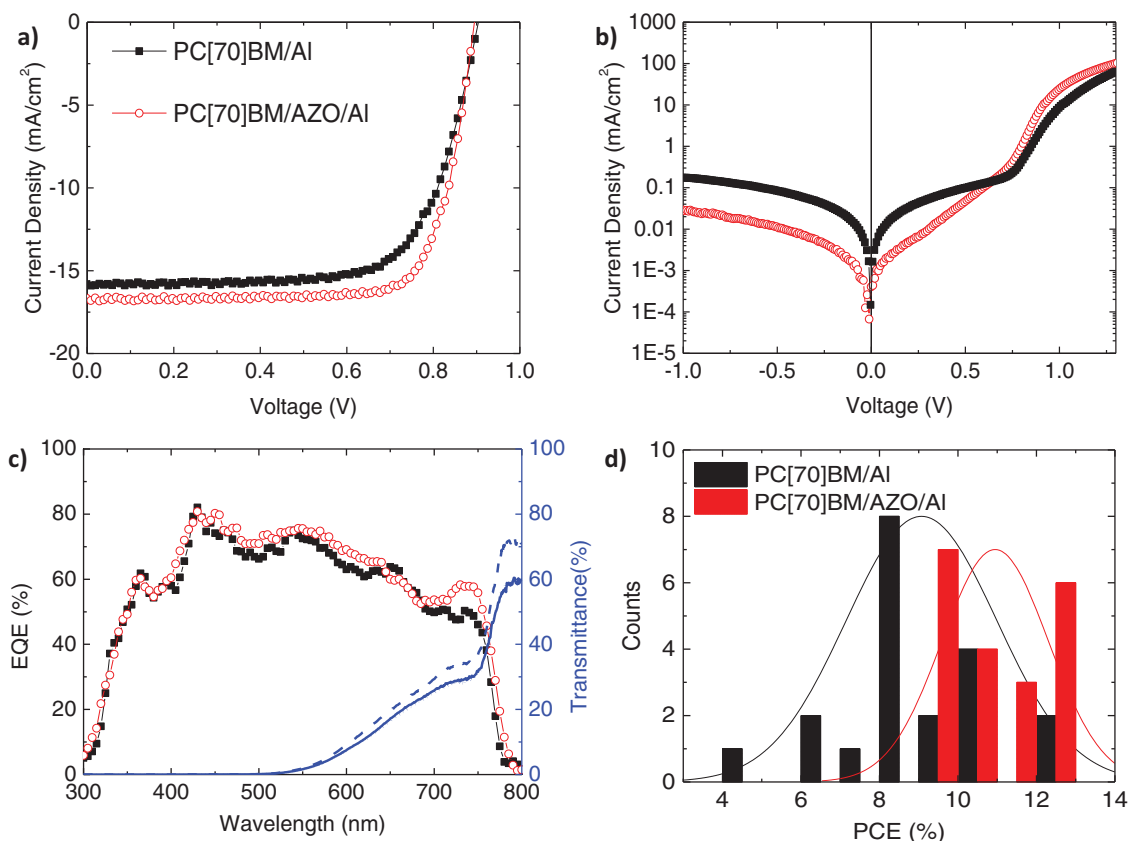 a)
PC[70]BM/Al
PC[70]BM/AZO/Al
0
-5
-10
-15
-20
0.0 0.2 0.4 0.6 0.8 1.0
Current Density (mA/cm²)
Voltage (V)
b)
1000
100
10
1
0.1
0.01
1E-3
1E-4
1E-5
-1.0 -0.5 0.0 0.5 1.0
Current Density (mA/cm²)
Voltage (V)
c)
100
80
60
40
20
0
300 400 500 600 700 800
100
80
60
40
20
0
EQE (%)
Transmittance(%)
Wavelength (nm)
d)
PC[70]BM/Al
PC[70]BM/AZO/Al
10
8
6
4
2
0
4 6 8 10 12 14
Counts
PCE (%)